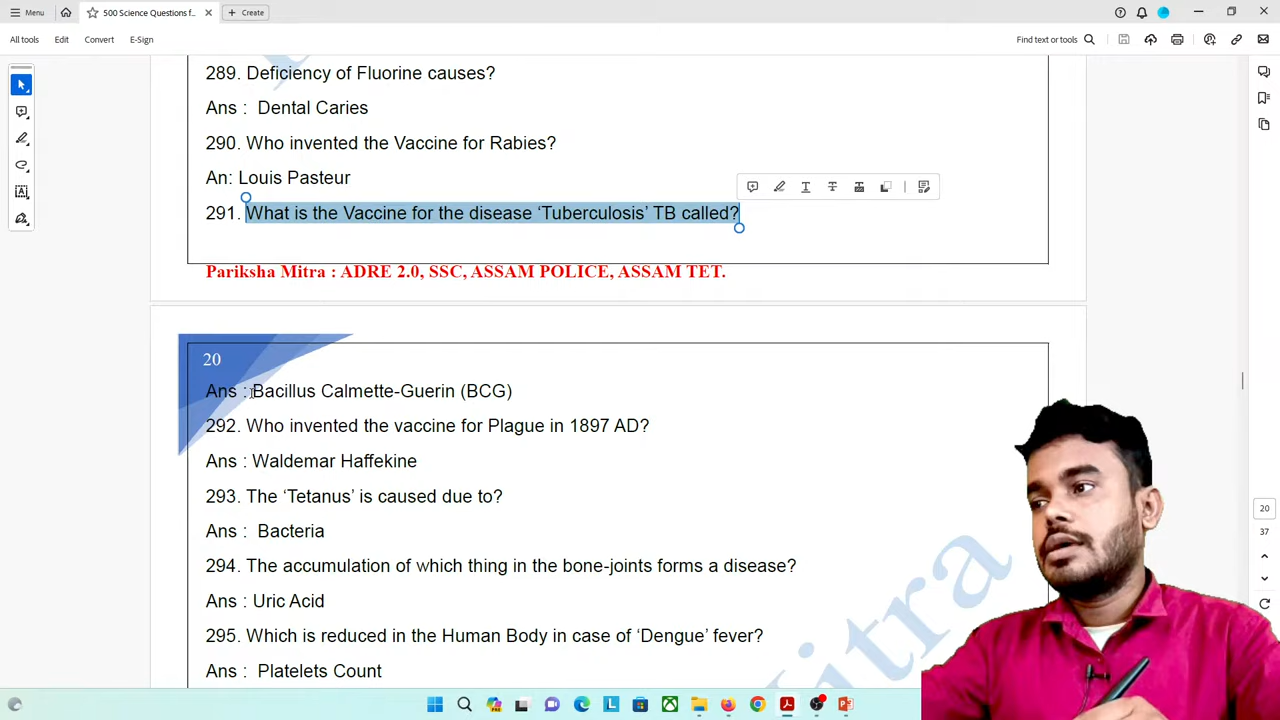 Menu
500 Science Questions f...
Create
All tools
Edit
Convert
E-Sign
Find text or tools
289. Deficiency of Fluorine causes?
Ans : Dental Caries
290. Who invented the Vaccine for Rabies?
An: Louis Pasteur
291. What is the Vaccine for the disease ‘Tuberculosis’ TB called?
Pariksha Mitra : ADRE 2.0, SSC, ASSAM POLICE, ASSAM TET.
20
Ans : Bacillus Calmette-Guerin (BCG)
292. Who invented the vaccine for Plague in 1897 AD?
Ans : Waldemar Haffekine
293. The ‘Tetanus’ is caused due to?
Ans : Bacteria
294. The accumulation of which thing in the bone-joints forms a disease?
Ans : Uric Acid
295. Which is reduced in the Human Body in case of ‘Dengue’ fever?
Ans : Platelets Count
20
37